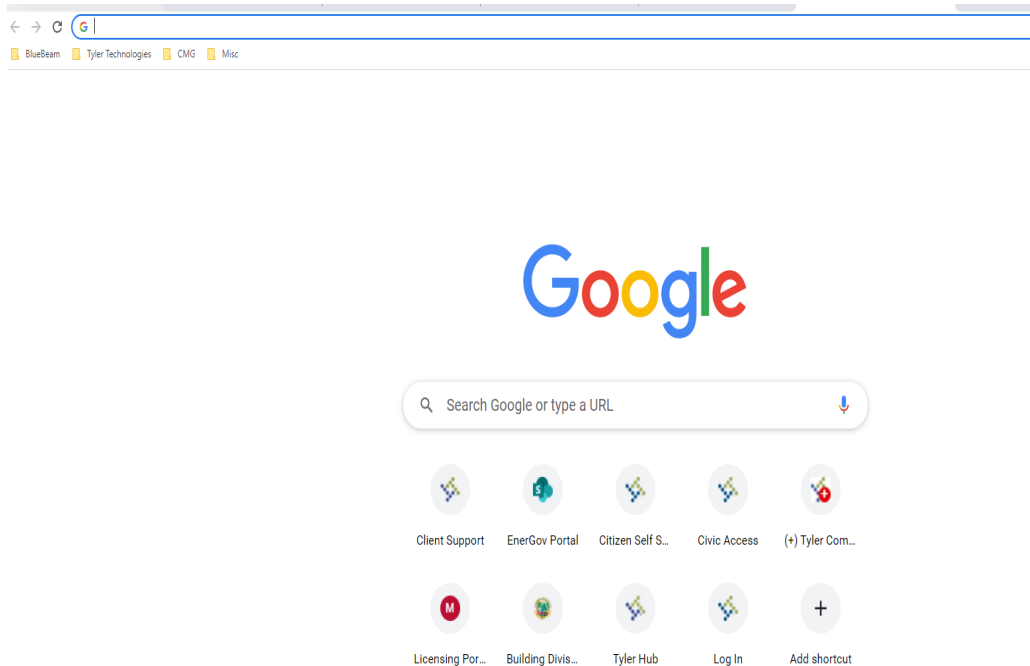 BlueBeam Tyler Technologies CMG Misc
Google
Search Google or type a URL
Client Support EnerGov Portal Citizen Self S... Civic Access (+) Tyler Com...
M
Licensing Por... Building Divis... Tyler Hub Log In Add shortcut